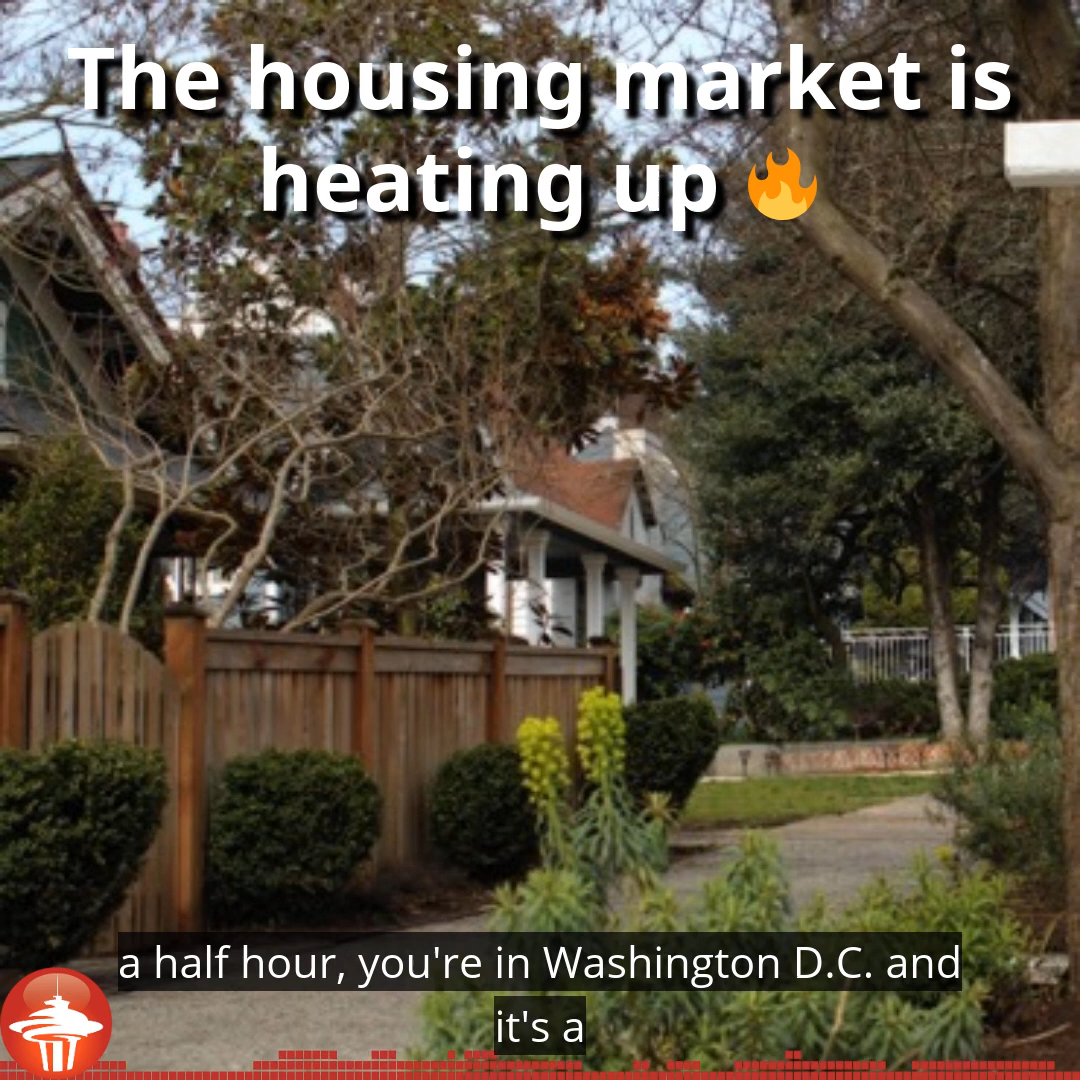 The housing market is
heating up 🔥
a half hour, you're in Washington D.C. and
it's a